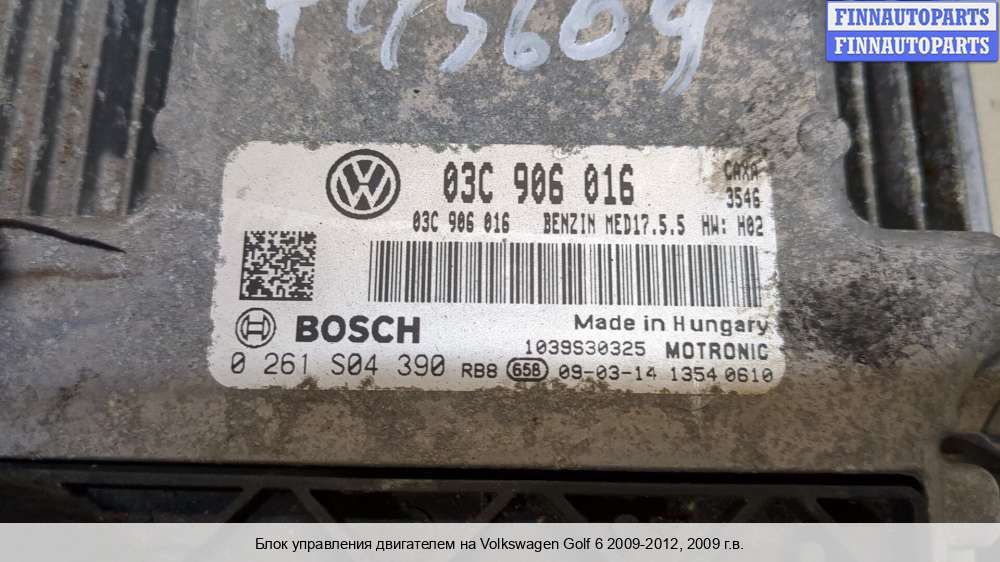 FINNAUTOPARTS
FINNAUTOPARTS
03C 906 016
CAXA
3546
03C 906 016 BENZIN MED17.5.5 HW: H02
BOSCH
Made in Hungary
1039S30325 MOTRONIC
0 261 S04 390 RB8 658 09-03-14 1354 0610
Блок управления двигателем на Volkswagen Golf 6 2009-2012, 2009 г.в.